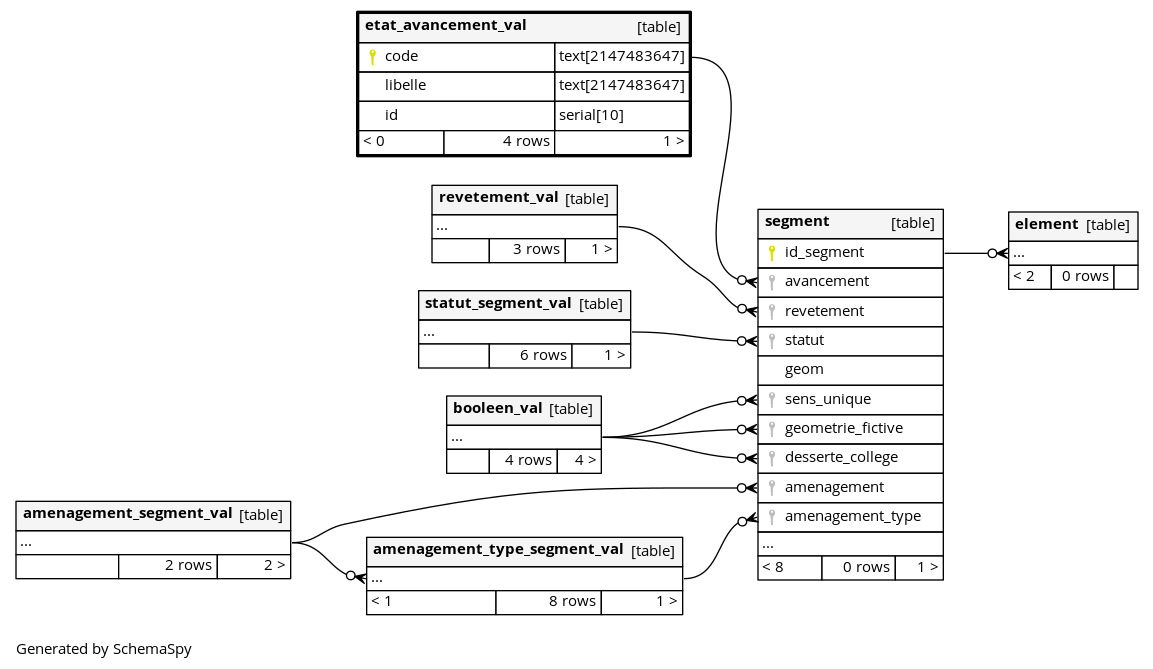 etat_avancement_val [table]
code text[2147483647]
libelle text[2147483647]
id serial[10]
< 0 4 rows 1 >
revetement_val [table]
...
3 rows 1 >
statut_segment_val [table]
...
6 rows 1 >
booleen_val [table]
...
4 rows 4 >
amenagement_segment_val [table]
...
2 rows 2 >
amenagement_type_segment_val [table]
...
< 1 8 rows 1 >
segment [table]
id_segment
avancement
revetement
statut
geom
sens_unique
geometrie_fictive
desserte_college
amenagement
amenagement_type
...
< 8 0 rows 1 >
element [table]
...
< 2 0 rows
Generated by SchemaSpy